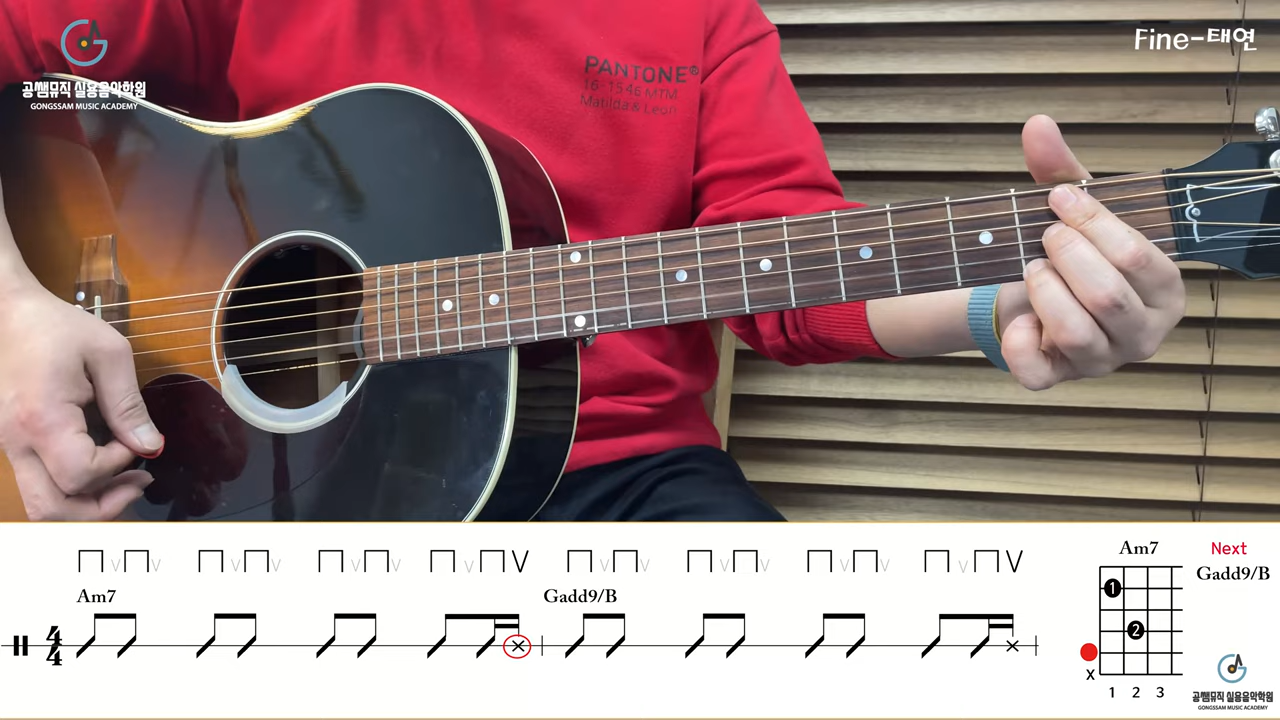 Fine-태연
공쌤뮤직 실용음악학원
GONGSSAM MUSIC ACADEMY
PANTONE®
16-1546 MYM
Matilda & Leon
Am7
Gadd9/B
4
4
Am7
Next
Gadd9/B
1
2
x
1 2 3
공쌤뮤직 실용음악학원
GONGSSAM MUSIC ACADEMY